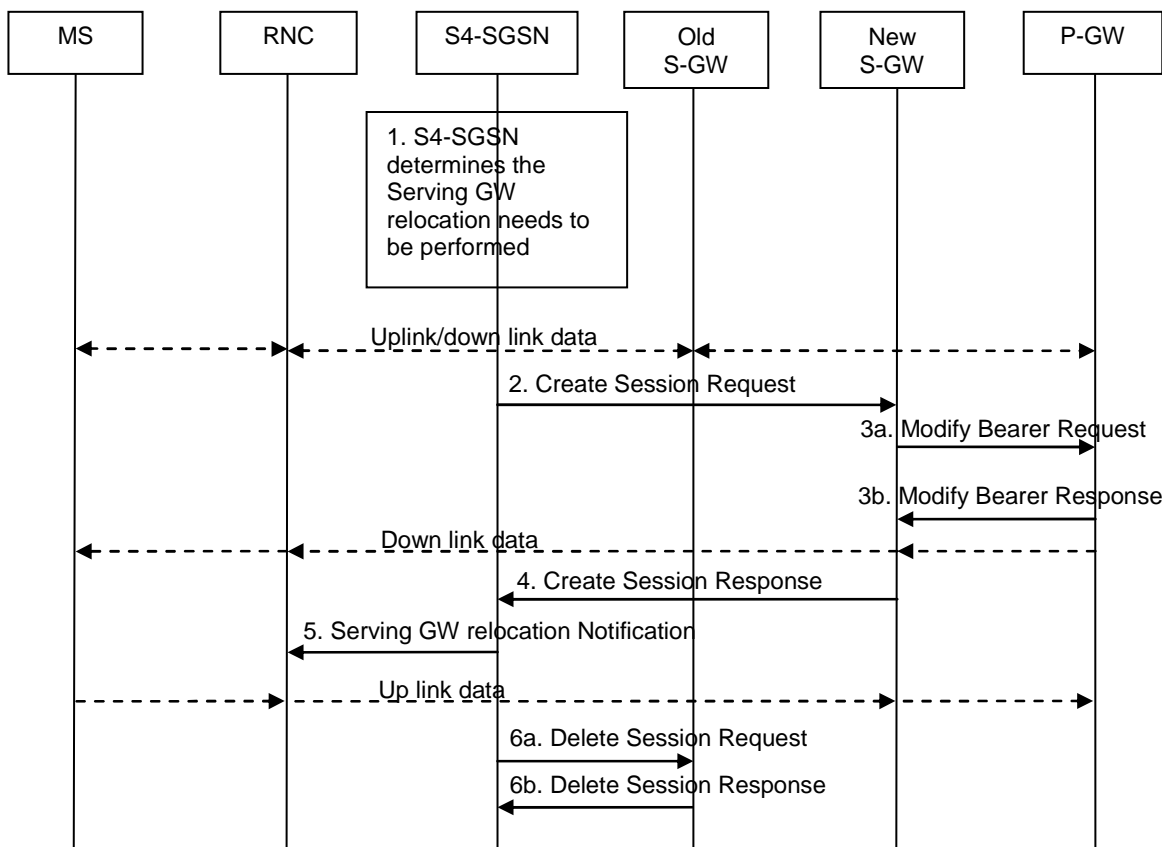 MS
RNC
S4-SGSN
Old
S-GW
New
S-GW
P-GW
1. S4-SGSN
determines the
Serving GW
relocation needs to
be performed
Uplink/down link data
2. Create Session Request
3a. Modify Bearer Request
3b. Modify Bearer Response
Down link data
4. Create Session Response
5. Serving GW relocation Notification
Up link data
6a. Delete Session Request
6b. Delete Session Response